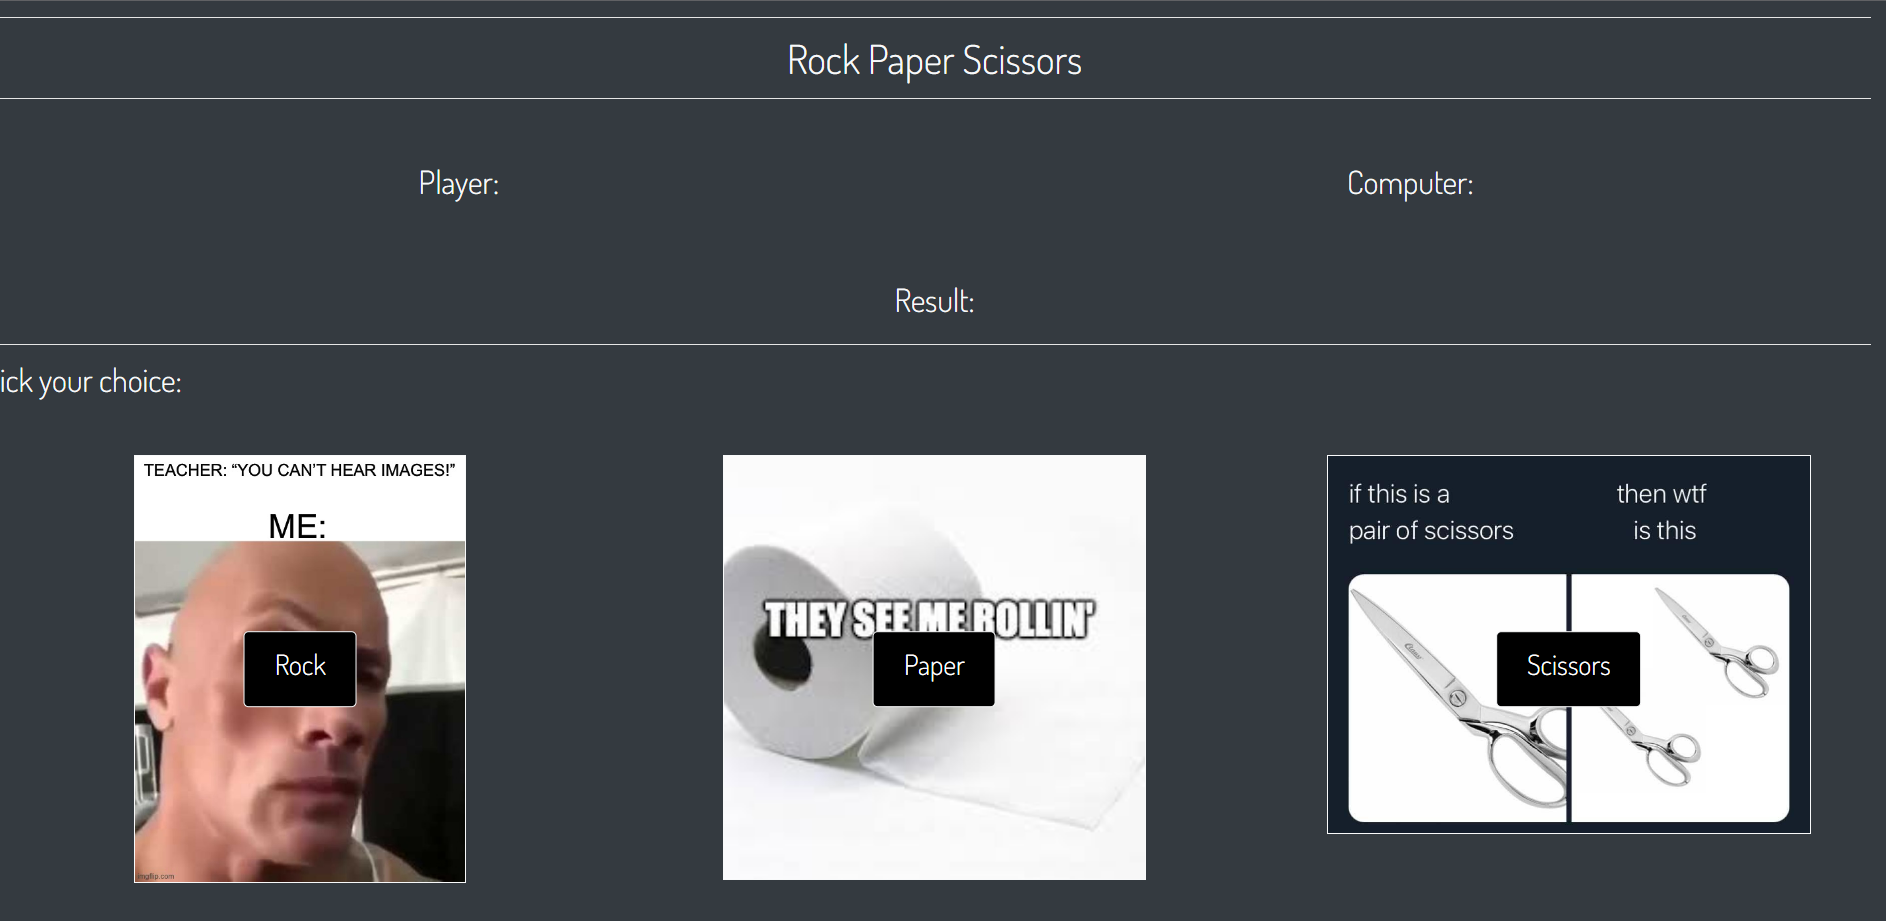 Rock Paper Scissors
Player:
Computer:
Result:
ick your choice:
TEACHER: “YOU CAN’T HEAR IMAGES!”
ME:
Rock
imgflip.com
THEY SEE ME ROLLIN'
Paper
if this is a
pair of scissors
then wtf
is this
Scissors